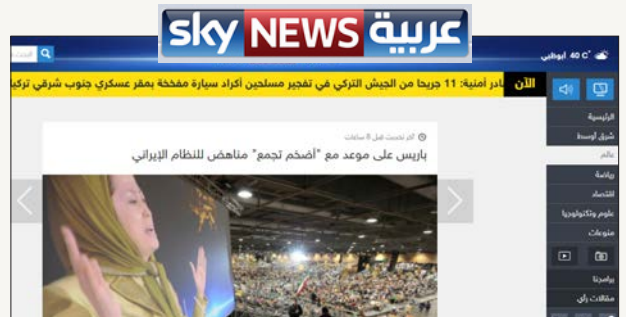 sky NEWS عربية
40 C° أبوظبي
الآن
ادر أمنية: 11 جريحا من الجيش التركي في تفجير مسلحين أكراد سيارة مفخخة بمقر عسكري جنوب شرقي تركيا
الرئيسية
شرق أوسط
عالم
رياضة
اقتصاد
علوم وتكنولوجيا
منوعات
برامجنا
مقالات رأي
آخر تحديث قبل 8 ساعات
باريس على موعد مع "أضخم تجمع" مناهض للنظام الإيراني